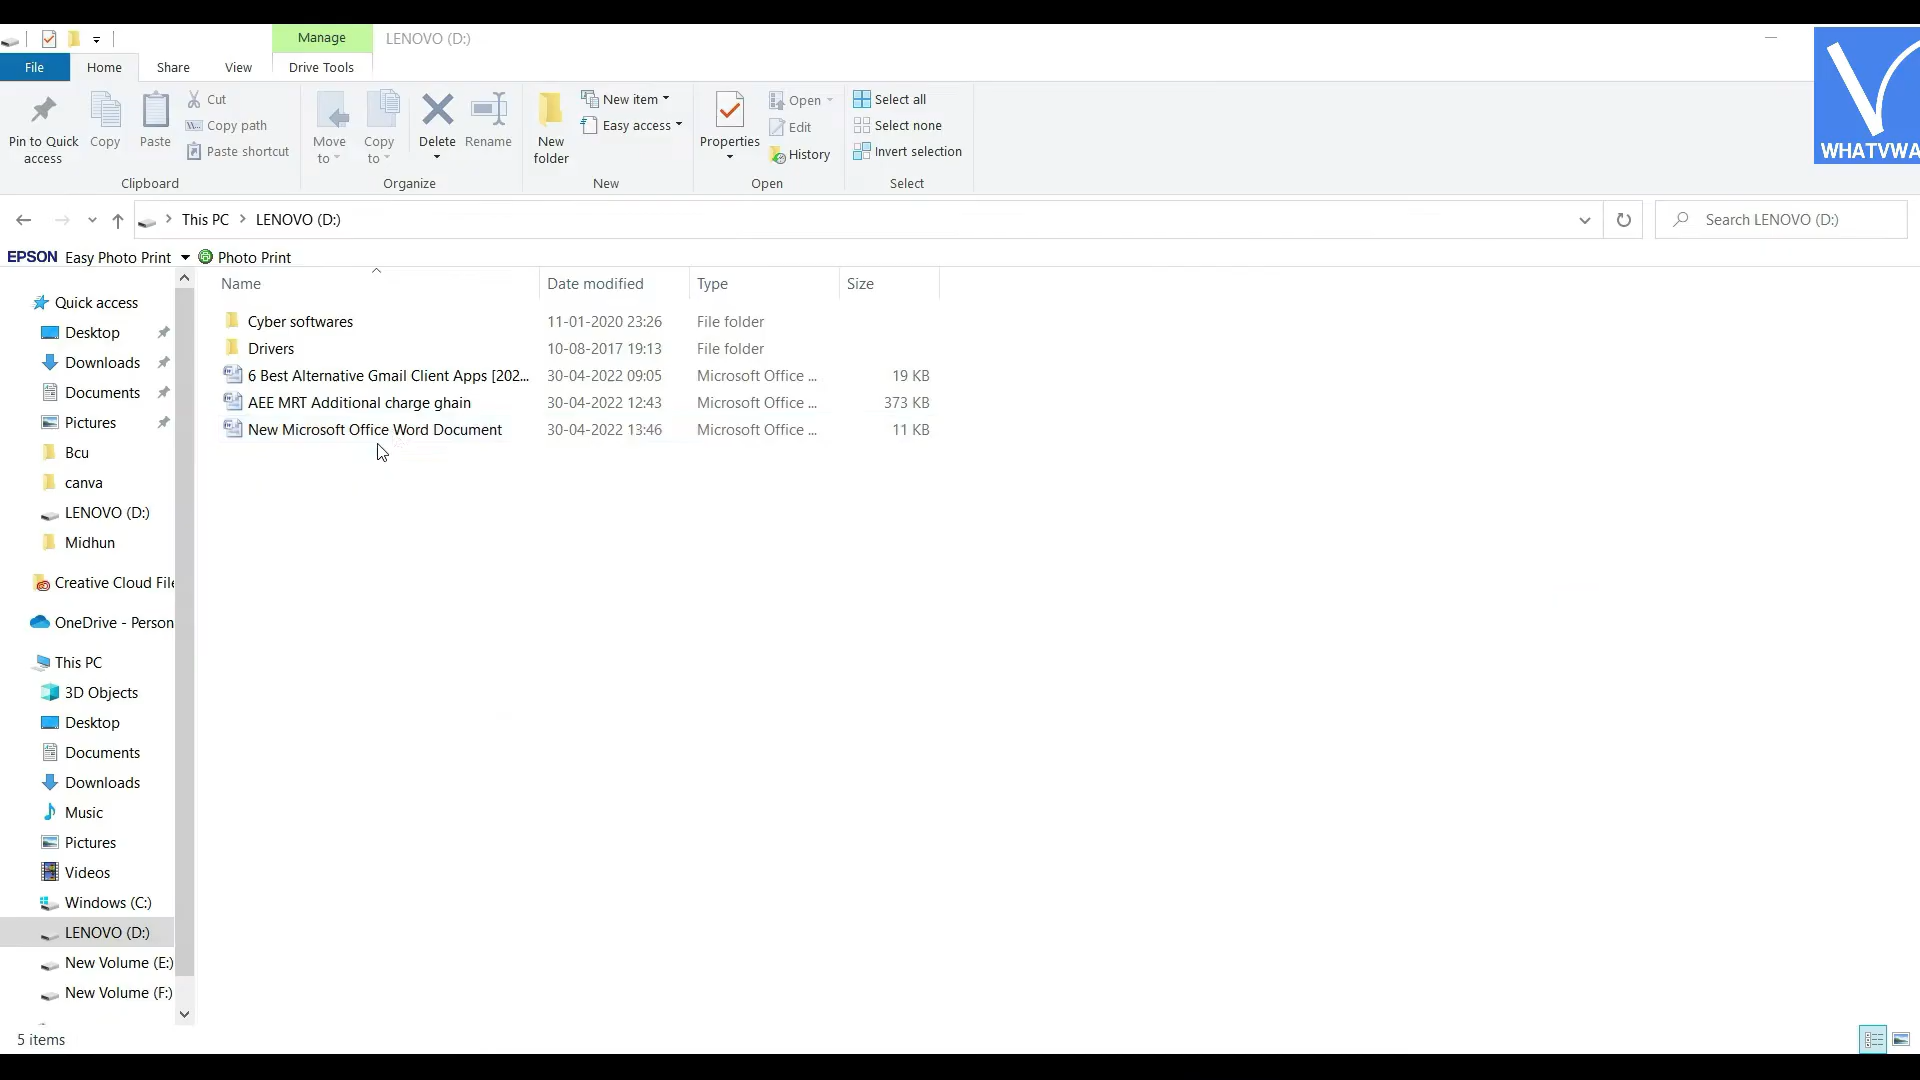 Manage LENOVO (D:)
File Home Share View Drive Tools
Pin to Quick access
Copy
Paste
Cut
Copy path
Paste shortcut
Clipboard
Move to
Copy to
Delete
Rename
Organize
New folder
New item
Easy access
New
Properties
Open
Edit
History
Open
Select all
Select none
Invert selection
Select
WHATVWA
This PC LENOVO (D:)
Search LENOVO (D:)
EPSON Easy Photo Print Photo Print
Name Date modified Type Size
Cyber softwares 11-01-2020 23:26 File folder
Drivers 10-08-2017 19:13 File folder
6 Best Alternative Gmail Client Apps [202... 30-04-2022 09:05 Microsoft Office ... 19 KB
AEE MRT Additional charge ghain 30-04-2022 12:43 Microsoft Office ... 373 KB
New Microsoft Office Word Document 30-04-2022 13:46 Microsoft Office ... 11 KB
Quick access
Desktop
Downloads
Documents
Pictures
Bcu
canva
LENOVO (D:)
Midhun
Creative Cloud File
OneDrive - Person
This PC
3D Objects
Desktop
Documents
Downloads
Music
Pictures
Videos
Windows (C:)
LENOVO (D:)
New Volume (E:)
New Volume (F:)
5 items